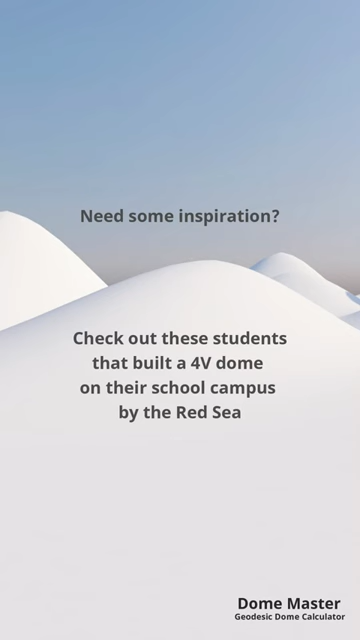 Need some inspiration?
Check out these students
that built a 4V dome
on their school campus
by the Red Sea
Dome Master
Geodesic Dome Calculator